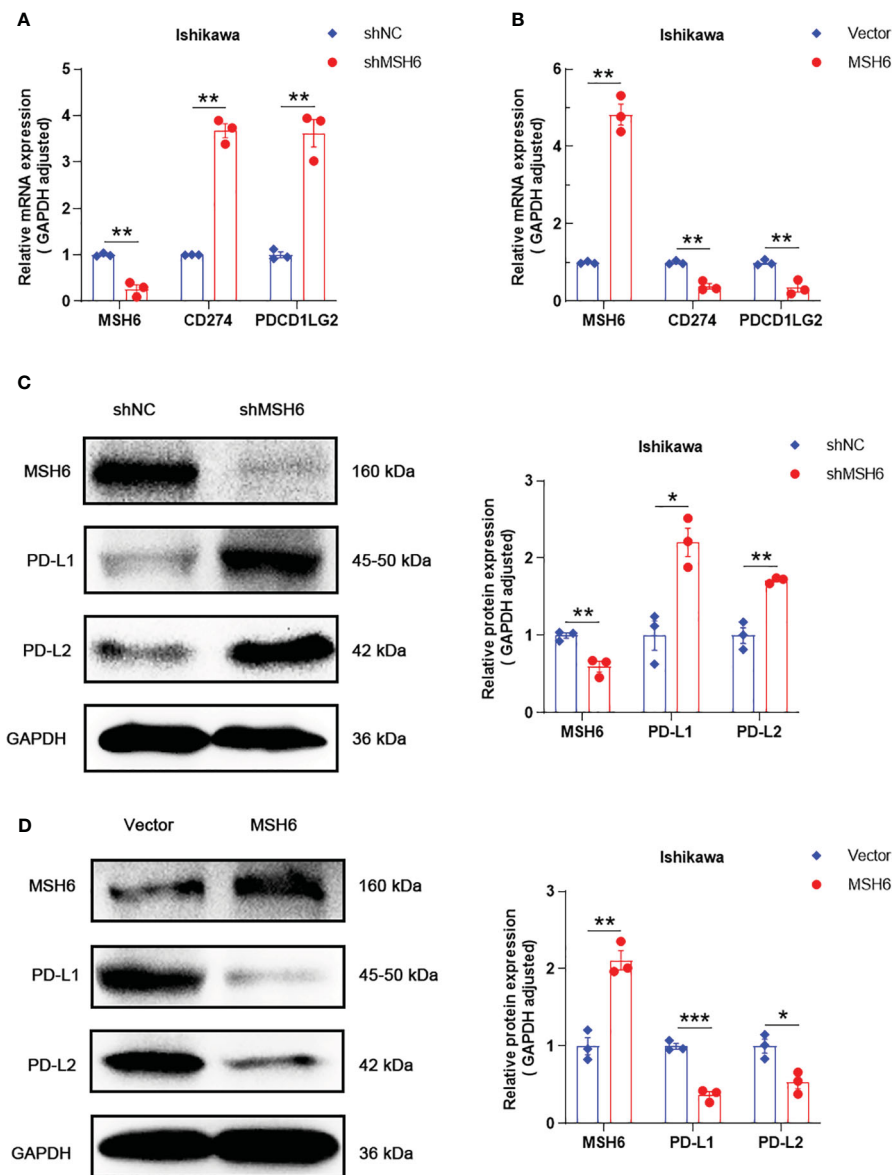 A
Ishikawa
shNC
shMSH6
Relative mRNA expression
( GAPDH adjusted)
5
4
3
2
1
0
**
**
**
MSH6
CD274
PDCD1LG2
B
Ishikawa
Vector
MSH6
Relative mRNA expression
( GAPDH adjusted)
6
4
2
0
**
**
**
MSH6
CD274
PDCD1LG2
C
shNC
shMSH6
MSH6
160 kDa
PD-L1
45-50 kDa
PD-L2
42 kDa
GAPDH
36 kDa
Ishikawa
shNC
shMSH6
Relative protein expression
( GAPDH adjusted)
3
2
1
0
**
*
**
MSH6
PD-L1
PD-L2
D
Vector
MSH6
MSH6
160 kDa
PD-L1
45-50 kDa
PD-L2
42 kDa
GAPDH
36 kDa
Ishikawa
Vector
MSH6
Relative protein expression
( GAPDH adjusted)
3
2
1
0
**
***
*
MSH6
PD-L1
PD-L2